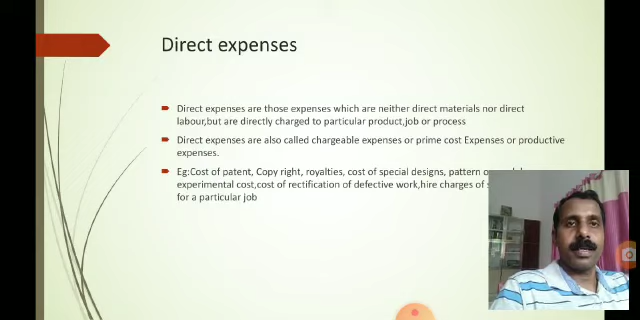 Direct expenses
Direct expenses are those expenses which are neither direct materials nor direct
labour,but are directly charged to particular product,job or process
Direct expenses are also called chargeable expenses or prime cost Expenses or productive
expenses.
Eg:Cost of patent, Copy right, royalties, cost of special designs, pattern
experimental cost,cost of rectification of defective work,hire charges of
for a particular job